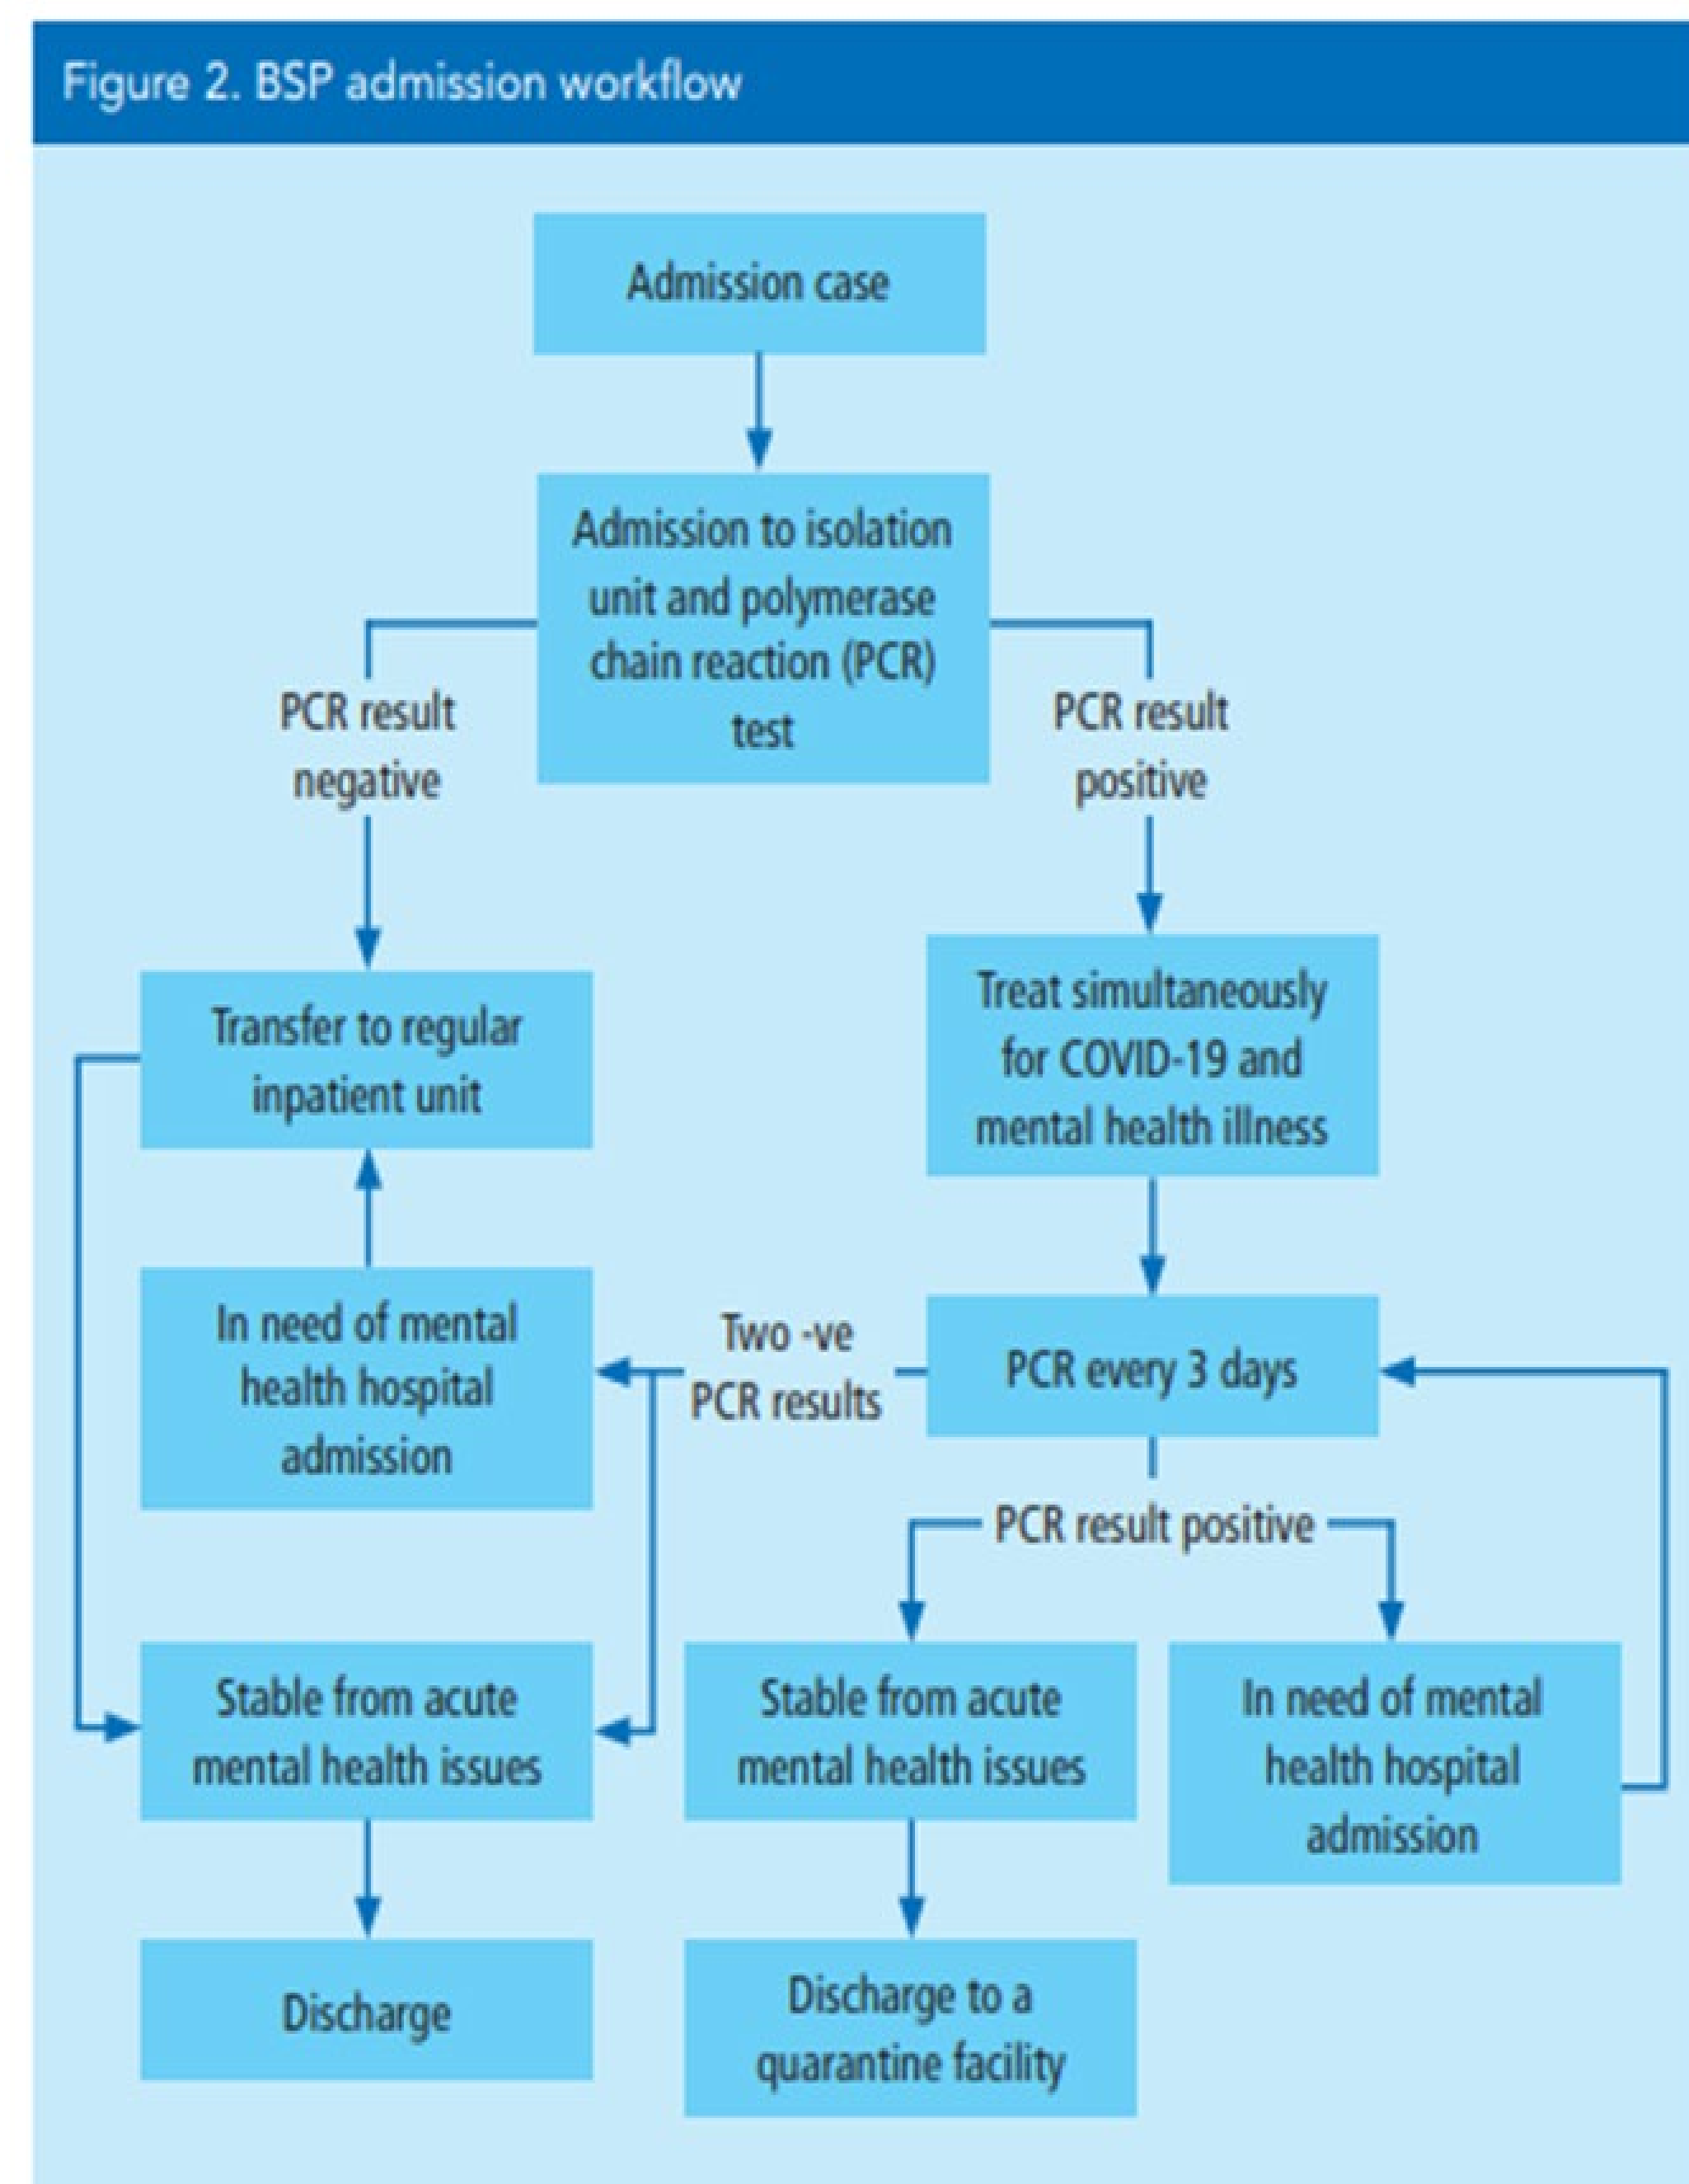 Figure 2. BSP admission workflow
Admission case
Admission to isolation
unit and polymerase
chain reaction (PCR)
test
PCR result
negative
PCR result
positive
Transfer to regular
inpatient unit
Treat simultaneously
for COVID-19 and
mental health illness
In need of mental
health hospital
admission
Two -ve
PCR results
PCR every 3 days
PCR result positive
Stable from acute
mental health issues
Stable from acute
mental health issues
In need of mental
health hospital
admission
Discharge
Discharge to a
quarantine facility